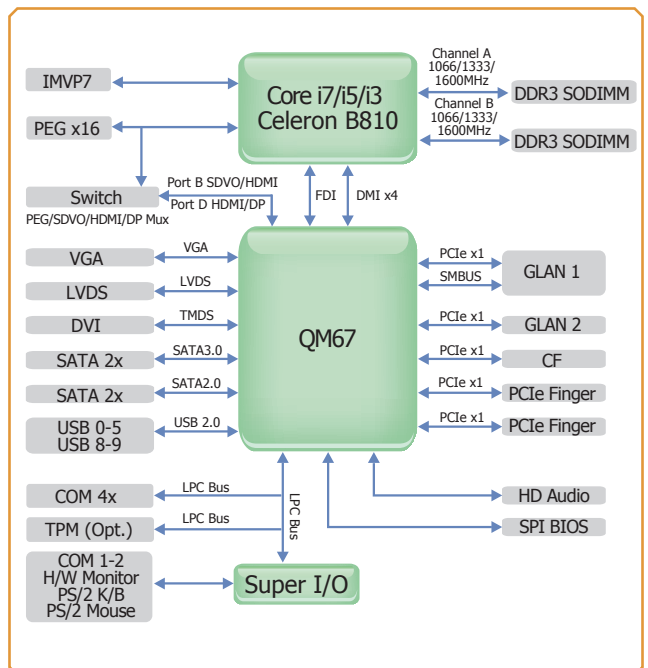 IMVP7
PEG x16
Core i7/i5/i3
Celeron B810
Channel A
1066/1333/
1600MHz
DDR3 SODIMM
Channel B
1066/1333/
1600MHz
DDR3 SODIMM
Switch
PEG/SDVO/HDMI/DP Mux
Port B SDVO/HDMI
Port D HDMI/DP
FDI
DMI x4
VGA
VGA
LVDS
LVDS
DVI
TMDS
SATA 2x
SATA3.0
SATA 2x
SATA2.0
USB 0-5
USB 8-9
USB 2.0
QM67
PCIe x1
SMBUS
GLAN 1
PCIe x1
GLAN 2
PCIe x1
CF
PCIe x1
PCIe Finger
PCIe x1
PCIe Finger
COM 4x
LPC Bus
TPM (Opt.)
LPC Bus
LPC Bus
HD Audio
SPI BIOS
COM 1-2
H/W Monitor
PS/2 K/B
PS/2 Mouse
Super I/O